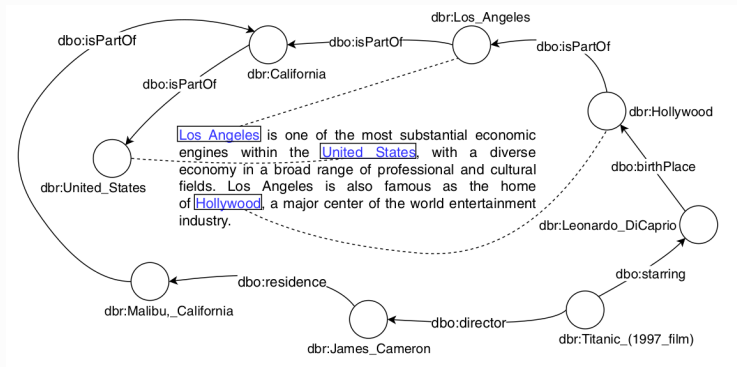 dbr:Los_Angeles
dbo:isPartOf
dbo:isPartOf
dbo:isPartOf
dbr:California
dbo:isPartOf
dbr:Hollywood
Los Angeles is one of the most substantial economic
engines within the United States, with a diverse
economy in a broad range of professional and cultural
fields. Los Angeles is also famous as the home
of Hollywood, a major center of the world entertainment
industry.
dbr:United_States
dbo:birthPlace
dbr:Leonardo_DiCaprio
dbo:starring
dbo:residence
dbr:Malibu,_California
dbo:director
dbr:James_Cameron
dbr:Titanic_(1997_film)